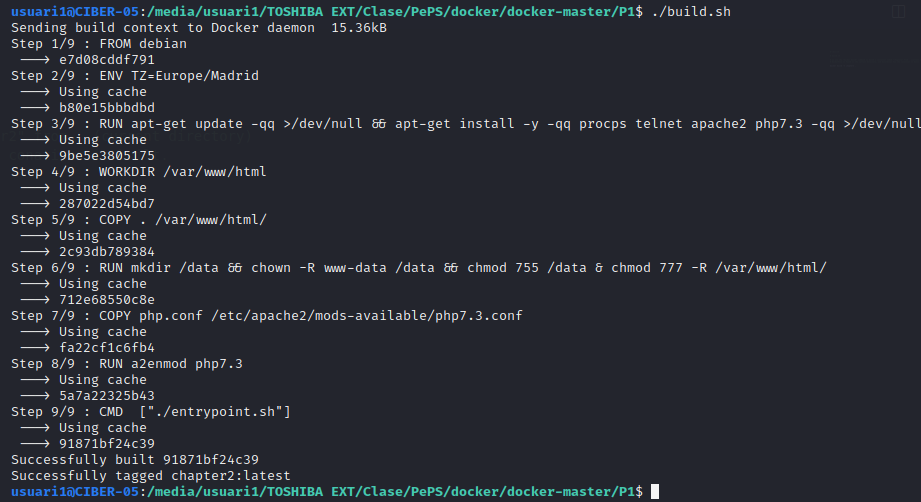 usuari1@CIBER-05:/media/usuari1/TOSHIBA EXT/Clase/PePS/docker/docker-master/P1$ ./build.sh
Sending build context to Docker daemon  15.36kB
Step 1/9 : FROM debian
 ---> e7d08cddf791
Step 2/9 : ENV TZ=Europe/Madrid
 ---> Using cache
 ---> b80e15bbbdbd
Step 3/9 : RUN apt-get update -qq >/dev/null && apt-get install -y -qq procps telnet apache2 php7.3 -qq >/dev/null
 ---> Using cache
 ---> 9be5e3805175
Step 4/9 : WORKDIR /var/www/html
 ---> Using cache
 ---> 287022d54bd7
Step 5/9 : COPY . /var/www/html/
 ---> Using cache
 ---> 2c93db789384
Step 6/9 : RUN mkdir /data && chown -R www-data /data && chmod 755 /data & chmod 777 -R /var/www/html/
 ---> Using cache
 ---> 712e68550c8e
Step 7/9 : COPY php.conf /etc/apache2/mods-available/php7.3.conf
 ---> Using cache
 ---> fa22cf1c6fb4
Step 8/9 : RUN a2enmod php7.3
 ---> Using cache
 ---> 5a7a22325b43
Step 9/9 : CMD  ["./entrypoint.sh"]
 ---> Using cache
 ---> 91871bf24c39
Successfully built 91871bf24c39
Successfully tagged chapter2:latest
usuari1@CIBER-05:/media/usuari1/TOSHIBA EXT/Clase/PePS/docker/docker-master/P1$